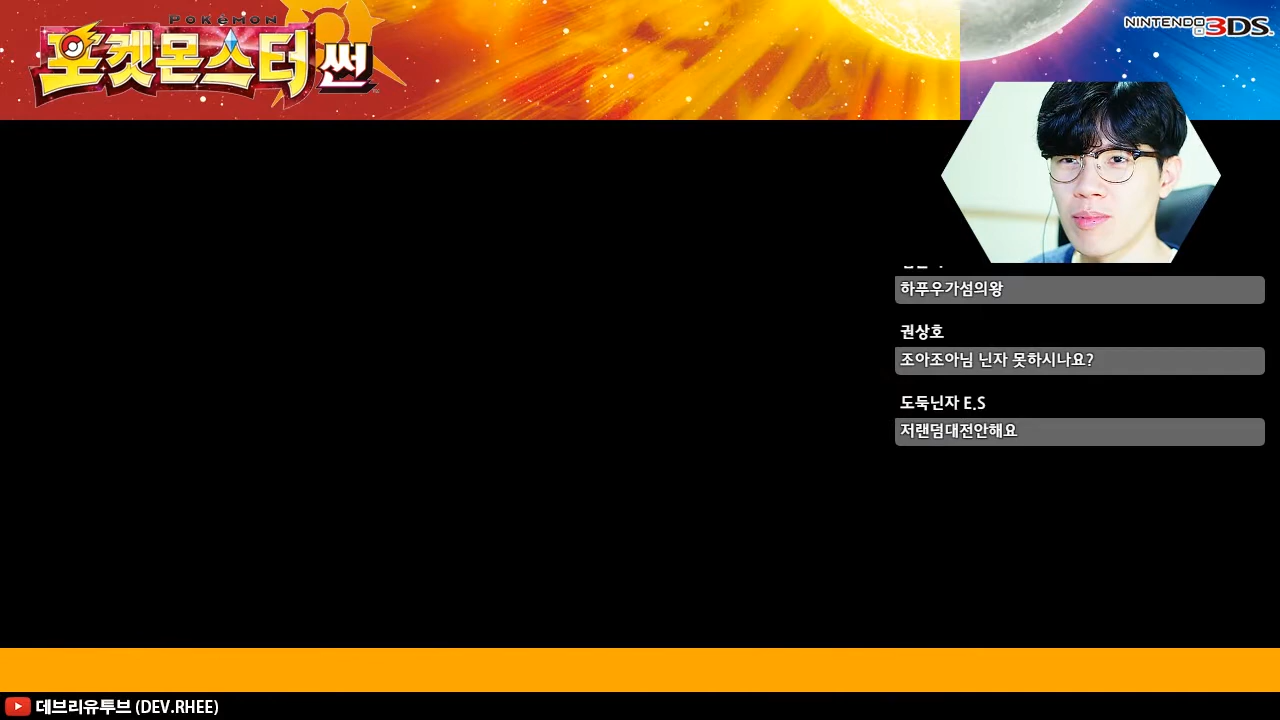 POKéMON
포켓몬스터 썬
NINTENDO 3DS
하푸우가섬의왕
권상호
조아조아님 닌자 못하시나요?
도둑닌자 E.S
저랜덤대전안해요
데브리유투브 (DEV.RHEE)